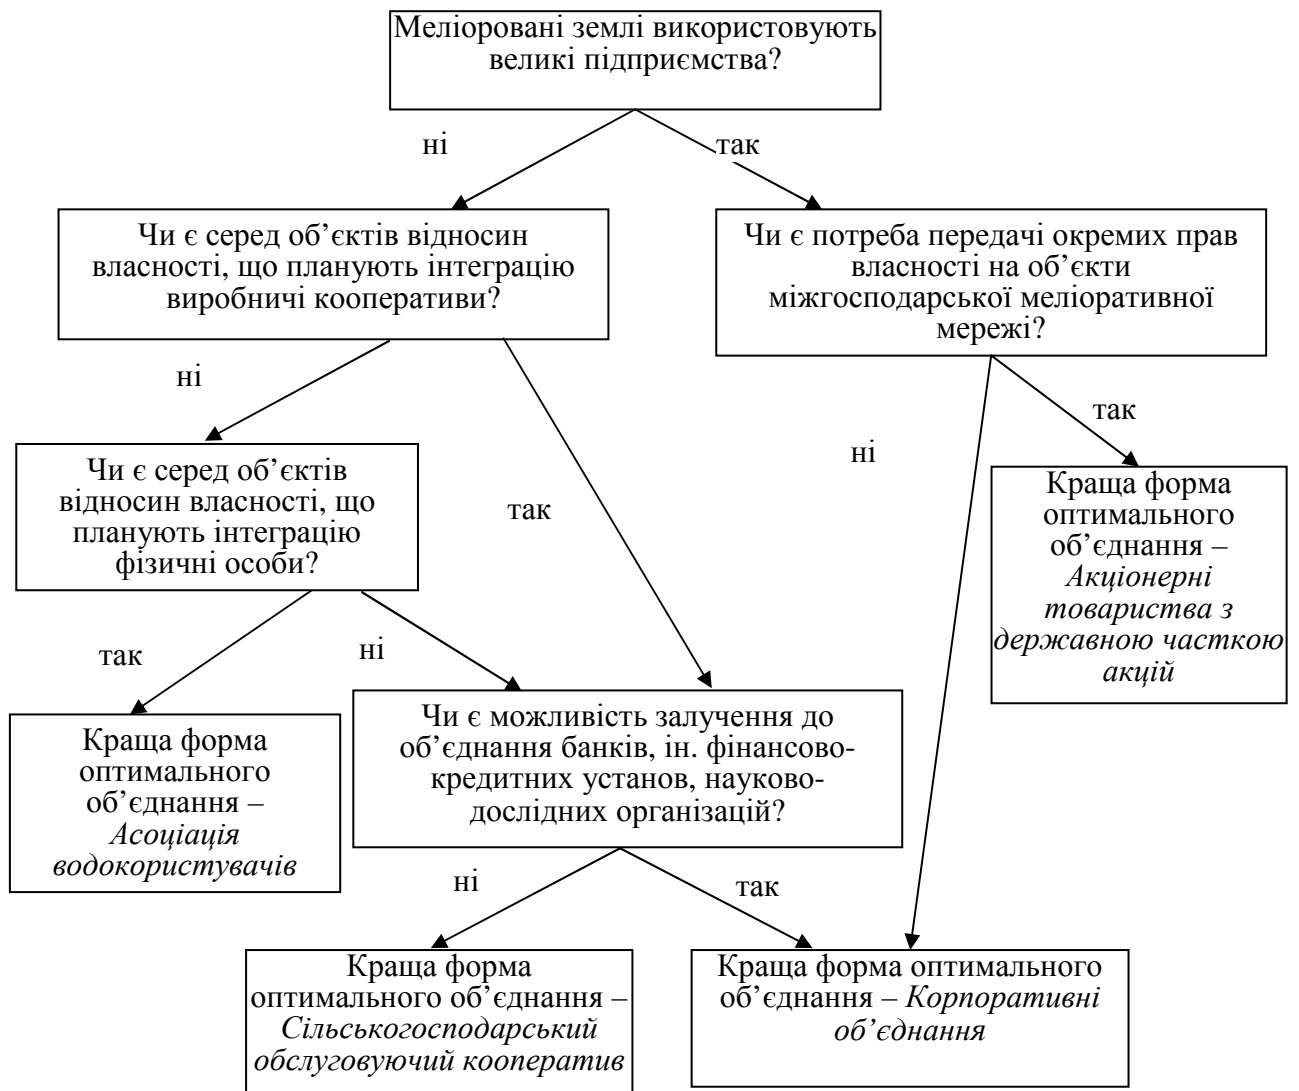 Меліоровані землі використовують
великі підприємства?
ні
так
Чи є серед об’єктів відносин
власності, що планують інтеграцію
виробничі кооперативи?
Чи є потреба передачі окремих прав
власності на об’єкти
міжгосподарської меліоративної
мережі?
ні
так
так
ні
Чи є серед об’єктів
відносин власності, що
планують інтеграцію
фізичні особи?
Краща форма
оптимального
об’єднання –
Акціонерні
товариства з
державною часткою
акцій
так
ні
Чи є можливість залучення до
об’єднання банків, ін. фінансово-
кредитних установ, науково-
дослідних організацій?
Краща форма
оптимального
об’єднання –
Асоціація
водокористувачів
ні
так
Краща форма
оптимального об’єднання –
Сільськогосподарський
обслуговуючий кооператив
Краща форма оптимального
об’єднання – Корпоративні
об’єднання